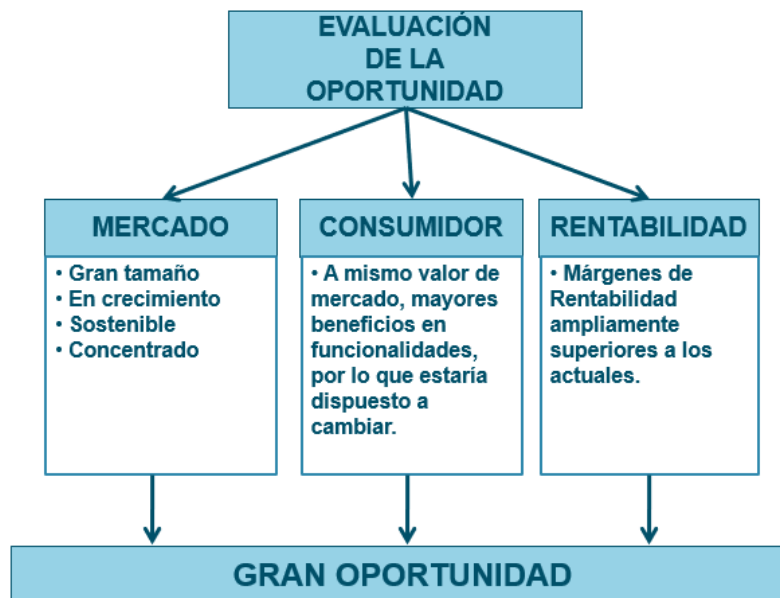 EVALUACIÓN
DE LA
OPORTUNIDAD
MERCADO
• Gran tamaño
• En crecimiento
• Sostenible
• Concentrado
CONSUMIDOR
• A mismo valor de
mercado, mayores
beneficios en
funcionalidades,
por lo que estaría
dispuesto a
cambiar.
RENTABILIDAD
• Márgenes de
Rentabilidad
ampliamente
superiores a los
actuales.
GRAN OPORTUNIDAD